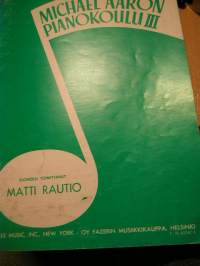 MICHAEL AARON
PIANOKOULU III
MATTI RAUTIO
MUSIC, INC., NEW YORK - OY FAZERIN MUSIIKKIKAUPPA, HELSINKI